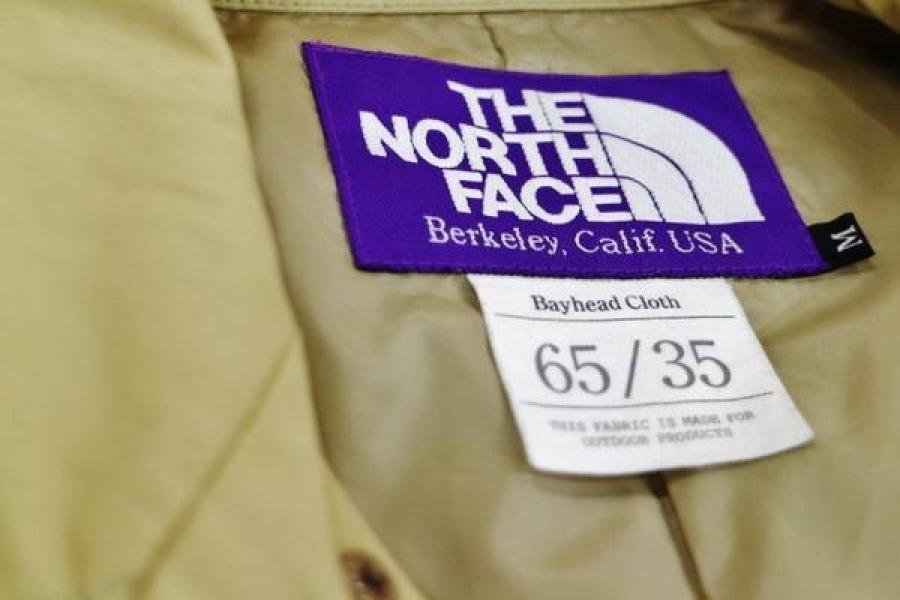 THE
NORTH
FACE
Berkeley, Calif. USA
M
Bayhead Cloth
65/35
THIS FABRIC IS MADE FOR
OUTDOOR PRODUCTS